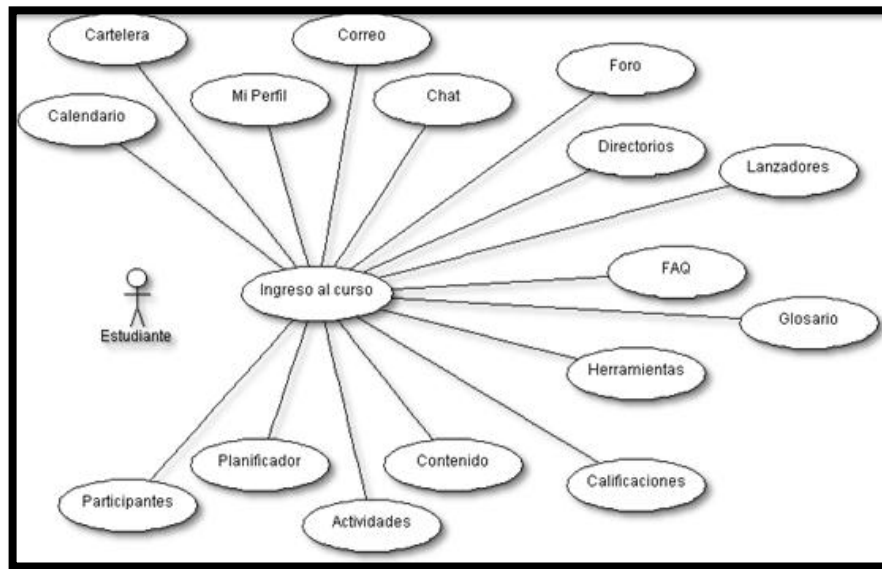 Cartelera
Correo
Foro
Mi Perfil
Chat
Calendario
Directorios
Lanzadores
FAQ
Ingreso al curso
Glosario
Estudiante
Herramientas
Planificador
Contenido
Calificaciones
Participantes
Actividades